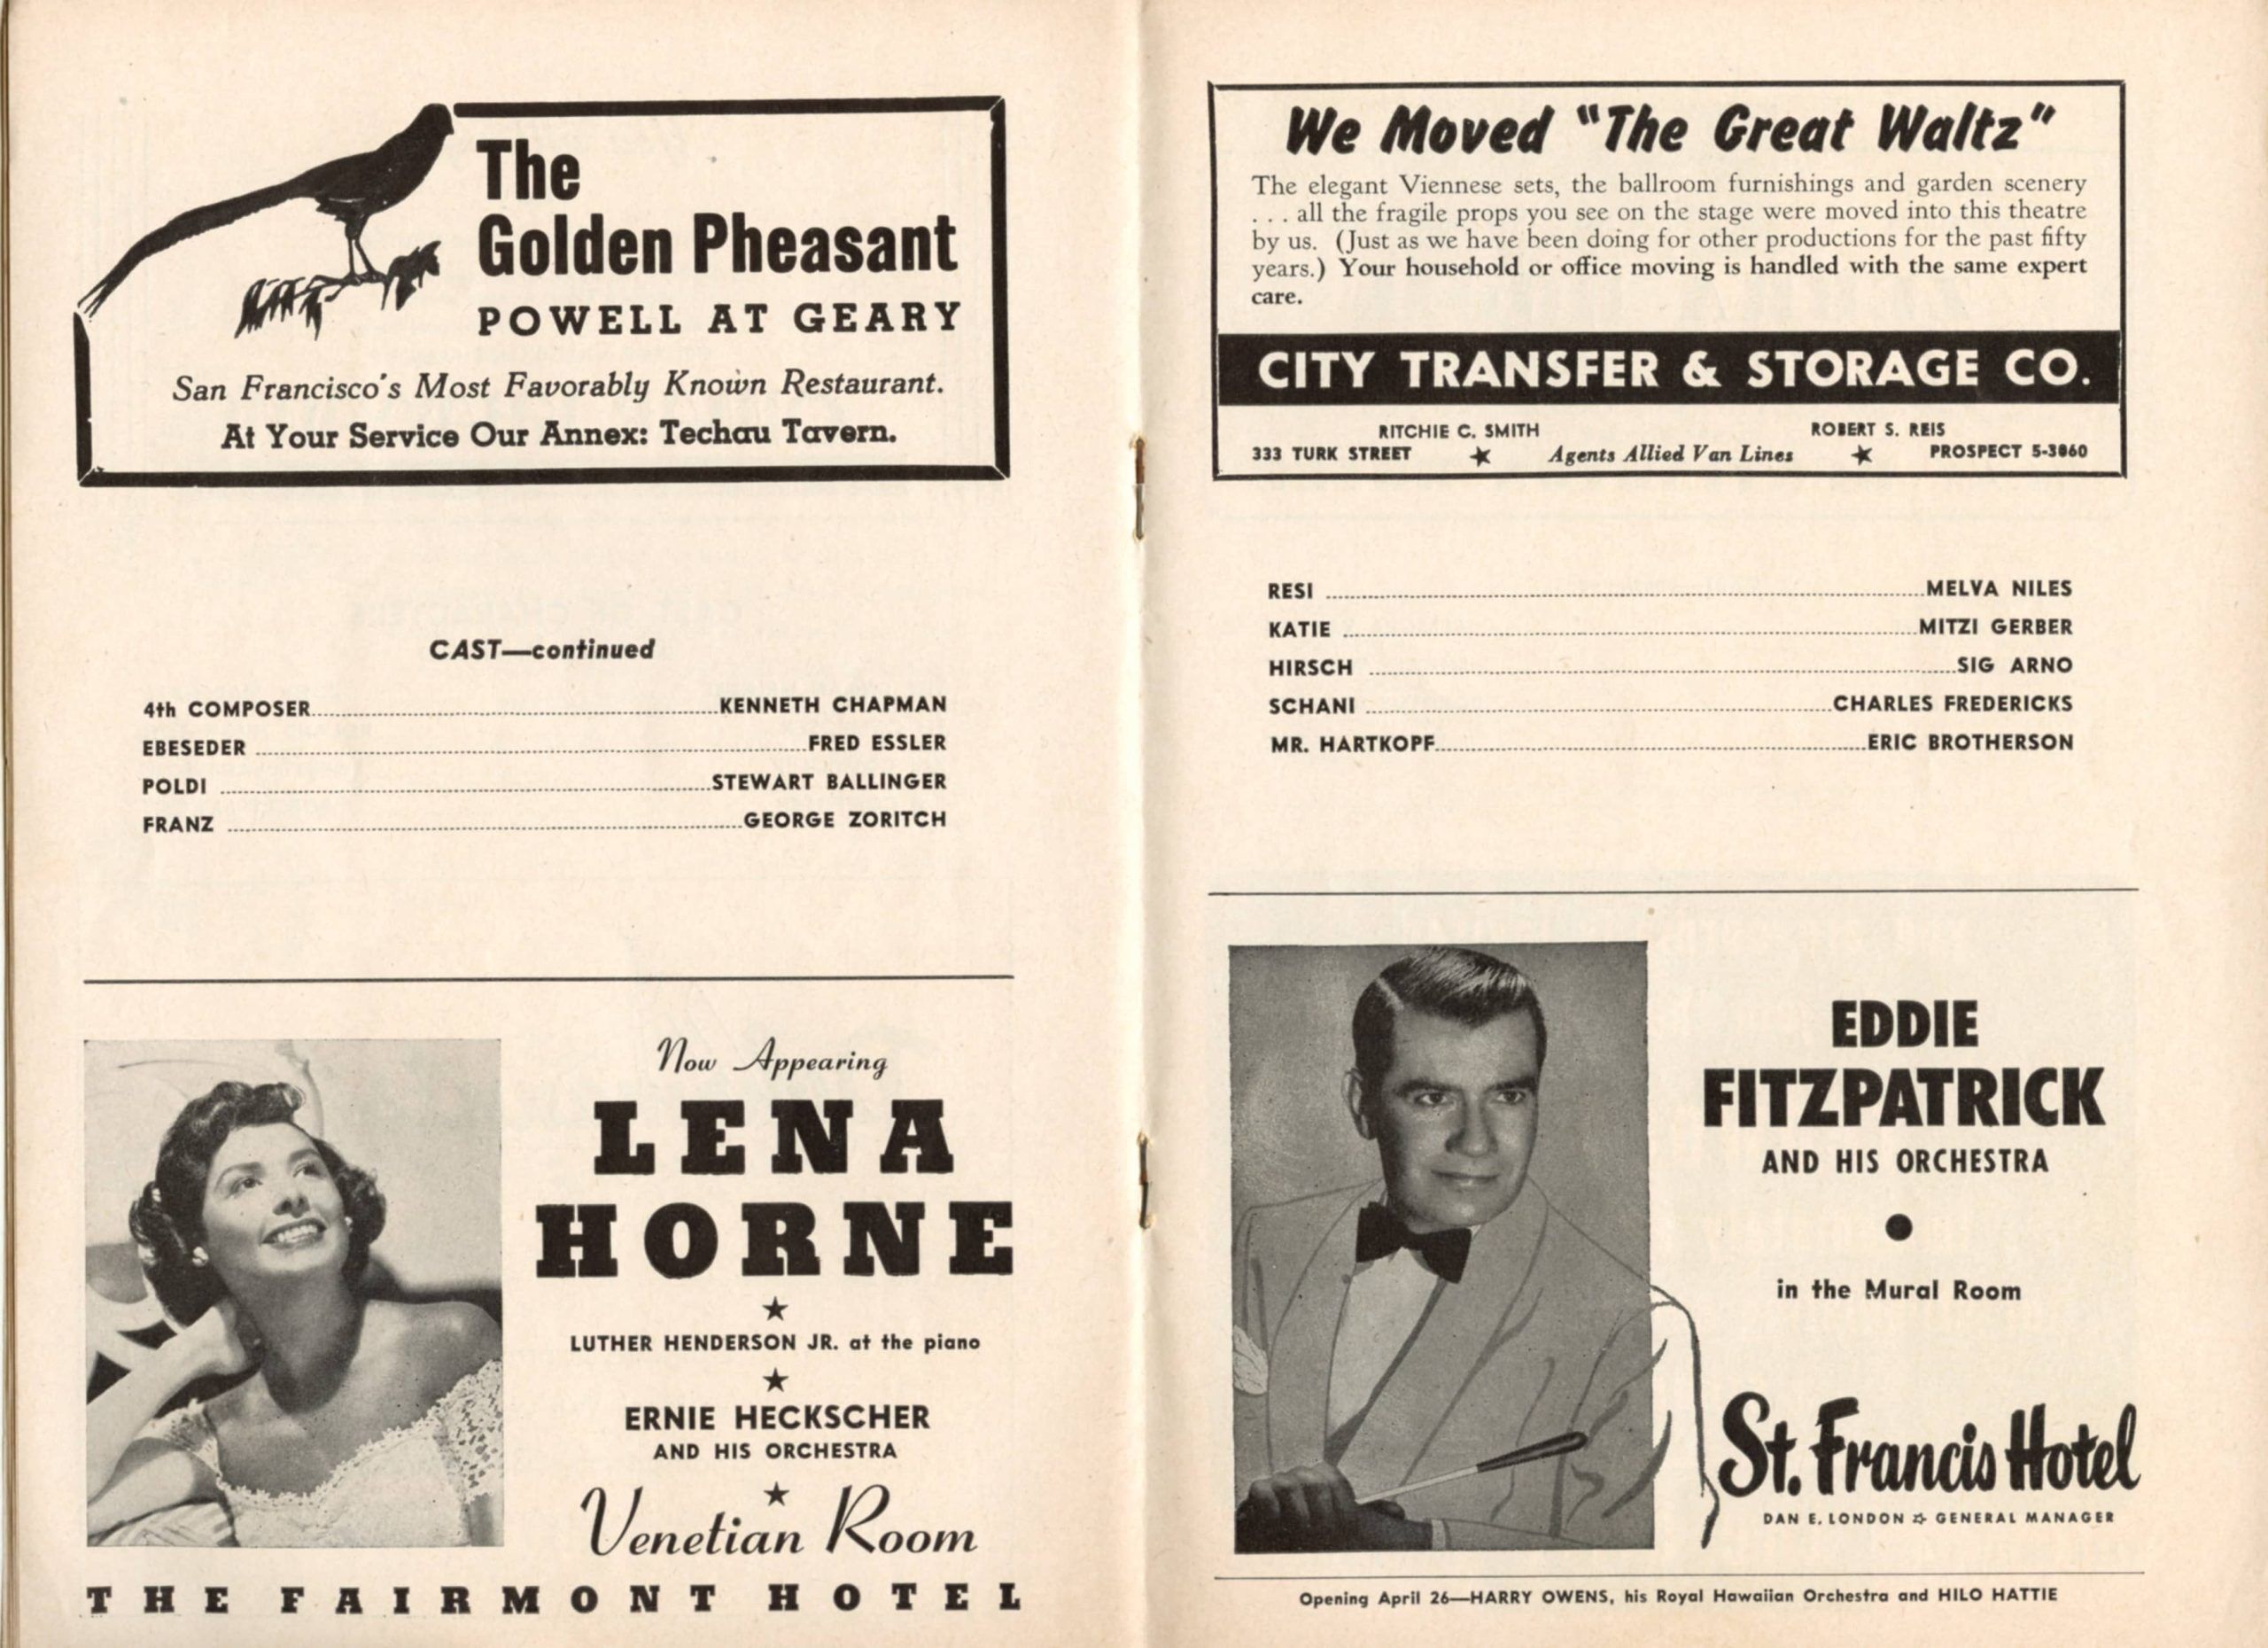 The
Golden Pheasant
POWELL AT GEARY
San Francisco's Most Favorably Known Restaurant.
At Your Service Our Annex: Techau Tavern.
CAST—continued
4th COMPOSER........KENNETH CHAPMAN
EBESEDER ........FRED ESSLER
POLDI ........STEWART BALLINGER
FRANZ ........GEORGE ZORITCH
Now Appearing
LENA
HORNE
★
LUTHER HENDERSON JR. at the piano
★
ERNIE HECKSCHER
AND HIS ORCHESTRA
★
Venetian Room
THE FAIRMONT HOTEL
We Moved "The Great Waltz"
The elegant Viennese sets, the ballroom furnishings and garden scenery
. . . all the fragile props you see on the stage were moved into this theatre
by us. (Just as we have been doing for other productions for the past fifty
years.) Your household or office moving is handled with the same expert
care.
CITY TRANSFER & STORAGE CO.
RITCHIE C. SMITH ROBERT S. REIS
333 TURK STREET ★ Agents Allied Van Lines ★ PROSPECT 5-3860
RESI ........MELVA NILES
KATIE ........MITZI GERBER
HIRSCH ........SIG ARNO
SCHANI ........CHARLES FREDERICKS
MR. HARTKOPF........ERIC BROTHERSON
EDDIE
FITZPATRICK
AND HIS ORCHESTRA
●
in the Mural Room
St. Francis Hotel
DAN E. LONDON ☆ GENERAL MANAGER
Opening April 26—HARRY OWENS, his Royal Hawaiian Orchestra and HILO HATTIE